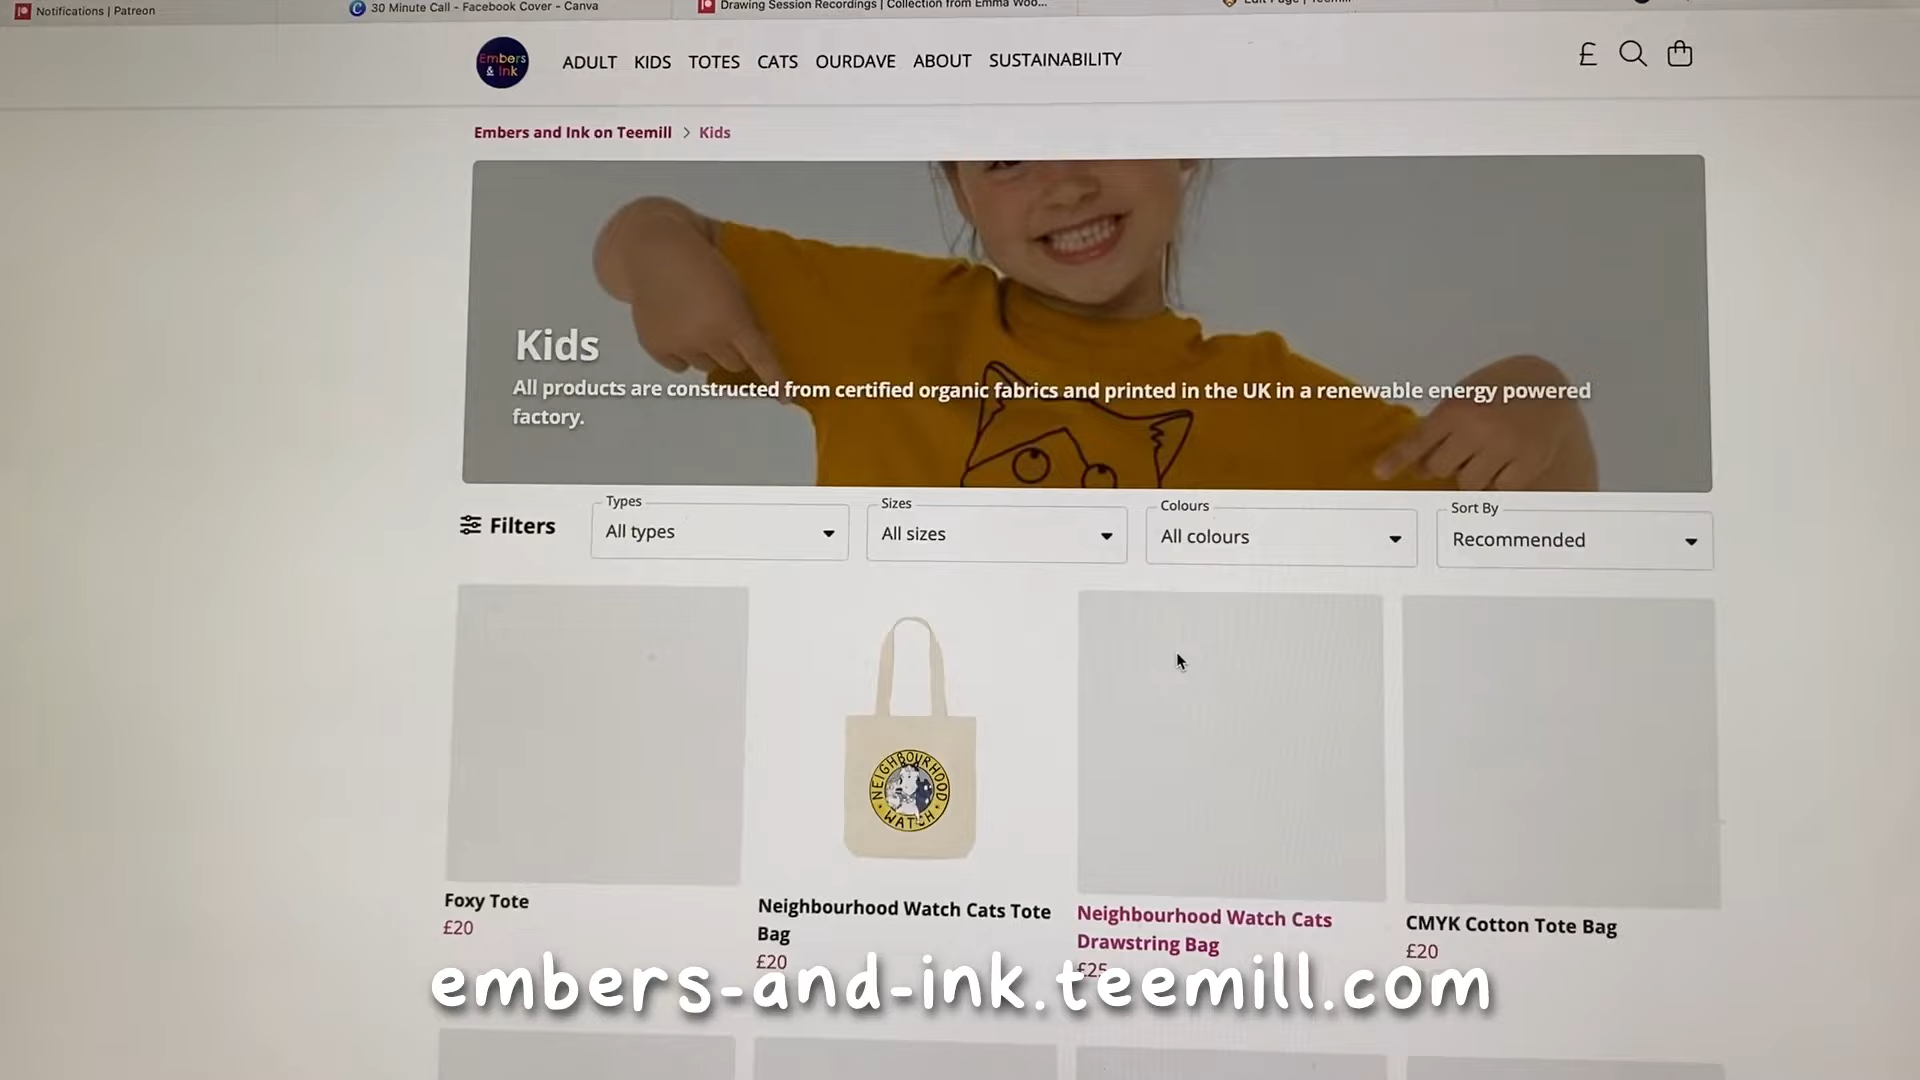 Notifications | Patreon
30 Minute Call - Facebook Cover - Canva
Drawing Session Recordings | Collection from Emma Woo...
Edit Page | Teemill
Embers
& Ink
ADULT KIDS TOTES CATS OURDAVE ABOUT SUSTAINABILITY
£
Embers and Ink on Teemill > Kids
Kids
All products are constructed from certified organic fabrics and printed in the UK in a renewable energy powered
factory.
Filters
Types
All types
Sizes
All sizes
Colours
All colours
Sort By
Recommended
NEIGHBOURHOOD
WATCH
Foxy Tote
£20
Neighbourhood Watch Cats Tote
Bag
£20
Neighbourhood Watch Cats
Drawstring Bag
£25
CMYK Cotton Tote Bag
£20
embers-and-ink.teemill.com